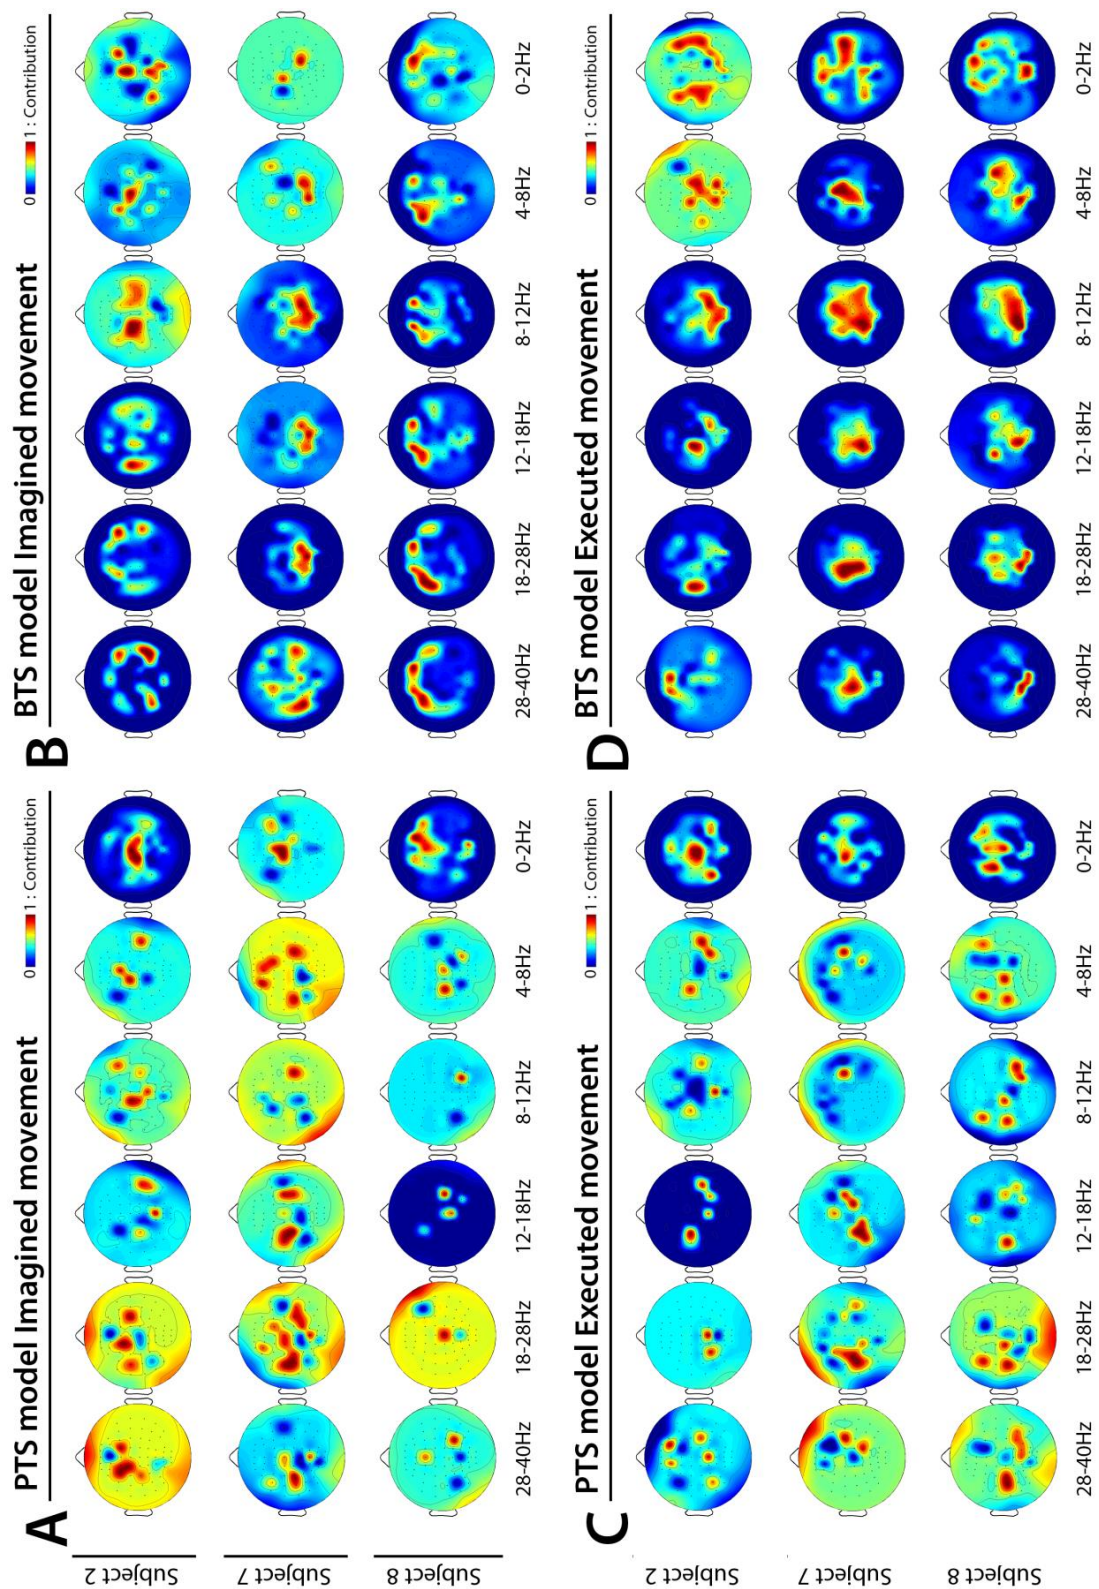 A
PTS model Imagined movement
0 1 : Contribution
Subject 2
Subject 7
Subject 8
28-40Hz 18-28Hz 12-18Hz 8-12Hz 4-8Hz 0-2Hz
B
BTS model Imagined movement
0 1 : Contribution
28-40Hz 18-28Hz 12-18Hz 8-12Hz 4-8Hz 0-2Hz
C
PTS model Executed movement
0 1 : Contribution
Subject 2
Subject 7
Subject 8
28-40Hz 18-28Hz 12-18Hz 8-12Hz 4-8Hz 0-2Hz
D
BTS model Executed movement
0 1 : Contribution
28-40Hz 18-28Hz 12-18Hz 8-12Hz 4-8Hz 0-2Hz